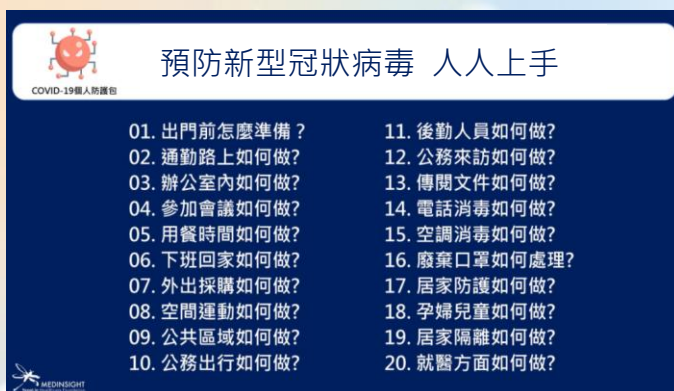 預防新型冠狀病毒 人人上手
COVID-19個人防護包
01. 出門前怎麼準備？
02. 通勤路上如何做?
03. 辦公室內如何做?
04. 參加會議如何做?
05. 用餐時間如何做?
06. 下班回家如何做?
07. 外出採購如何做?
08. 空間運動如何做?
09. 公共區域如何做?
10. 公務出行如何做?
11. 後勤人員如何做?
12. 公務來訪如何做?
13. 傳閱文件如何做?
14. 電話消毒如何做?
15. 空調消毒如何做?
16. 廢棄口罩如何處理?
17. 居家防護如何做?
18. 孕婦兒童如何做?
19. 居家隔離如何做?
20. 就醫方面如何做?
MEDINSIGHT